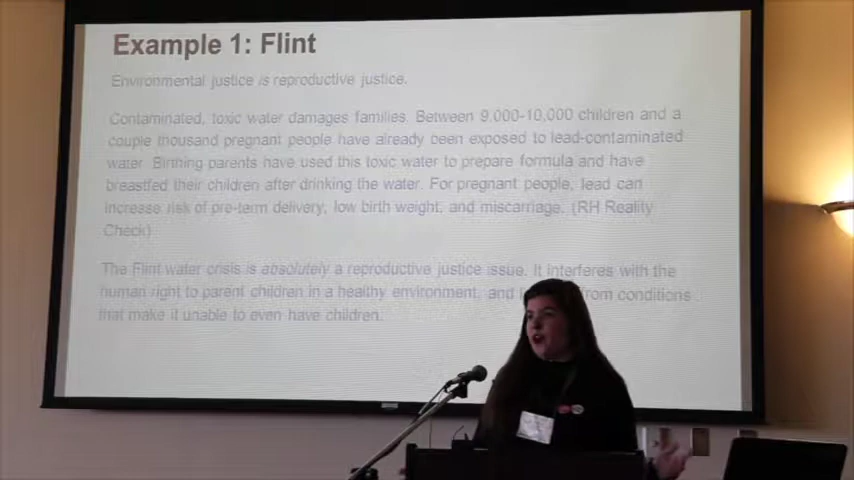 Example 1: Flint
Environmental justice is reproductive justice.
Contaminated, toxic water damages families. Between 9,000-10,000 children and a
couple thousand pregnant people have already been exposed to lead-contaminated
water. Birthing parents have used this toxic water to prepare formula and have
breastfed their children after drinking the water. For pregnant people, lead can
increase risk of pre-term delivery, low birth weight, and miscarriage. (RH Reality
Check)
The Flint water crisis is absolutely a reproductive justice issue. It interferes with the
human right to parent children in a healthy environment, and from conditions
that make it unable to even have children.